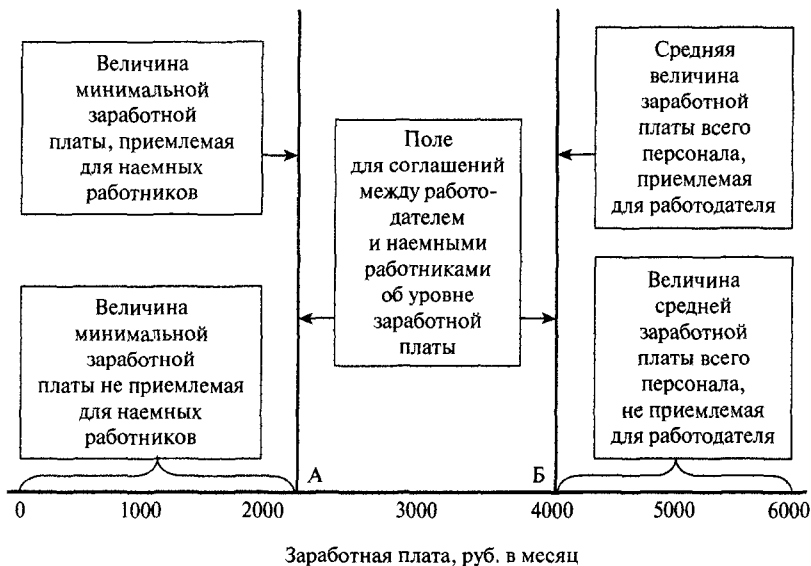 Величина
минимальной
заработной
платы, приемлемая
для наемных
работников
Поле
для соглашений
между работо-
дателем
и наемными
работниками
об уровне
заработной
платы
Средняя
величина
заработной
платы всего
персонала,
приемлемая
для работодателя
Величина
минимальной
заработной
платы не приемлемая
для наемных
работников
Величина
средней
заработной
платы всего
персонала,
не приемлемая
для работодателя
А
Б
0 1000 2000 3000 4000 5000 6000
Заработная плата, руб. в месяц